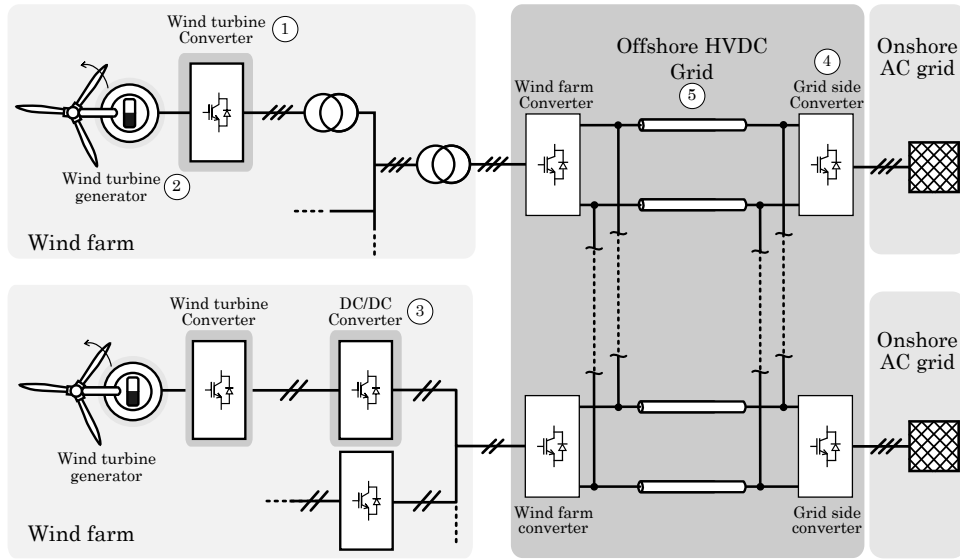 Wind turbine
Converter
1
Wind turbine
generator
2
Wind farm
Offshore HVDC
Grid
5
Wind farm
Converter
4
Grid side
Converter
Onshore
AC grid
Wind turbine
Converter
DC/DC
Converter
3
Wind turbine
generator
Wind farm
Wind farm
converter
Grid side
converter
Onshore
AC grid